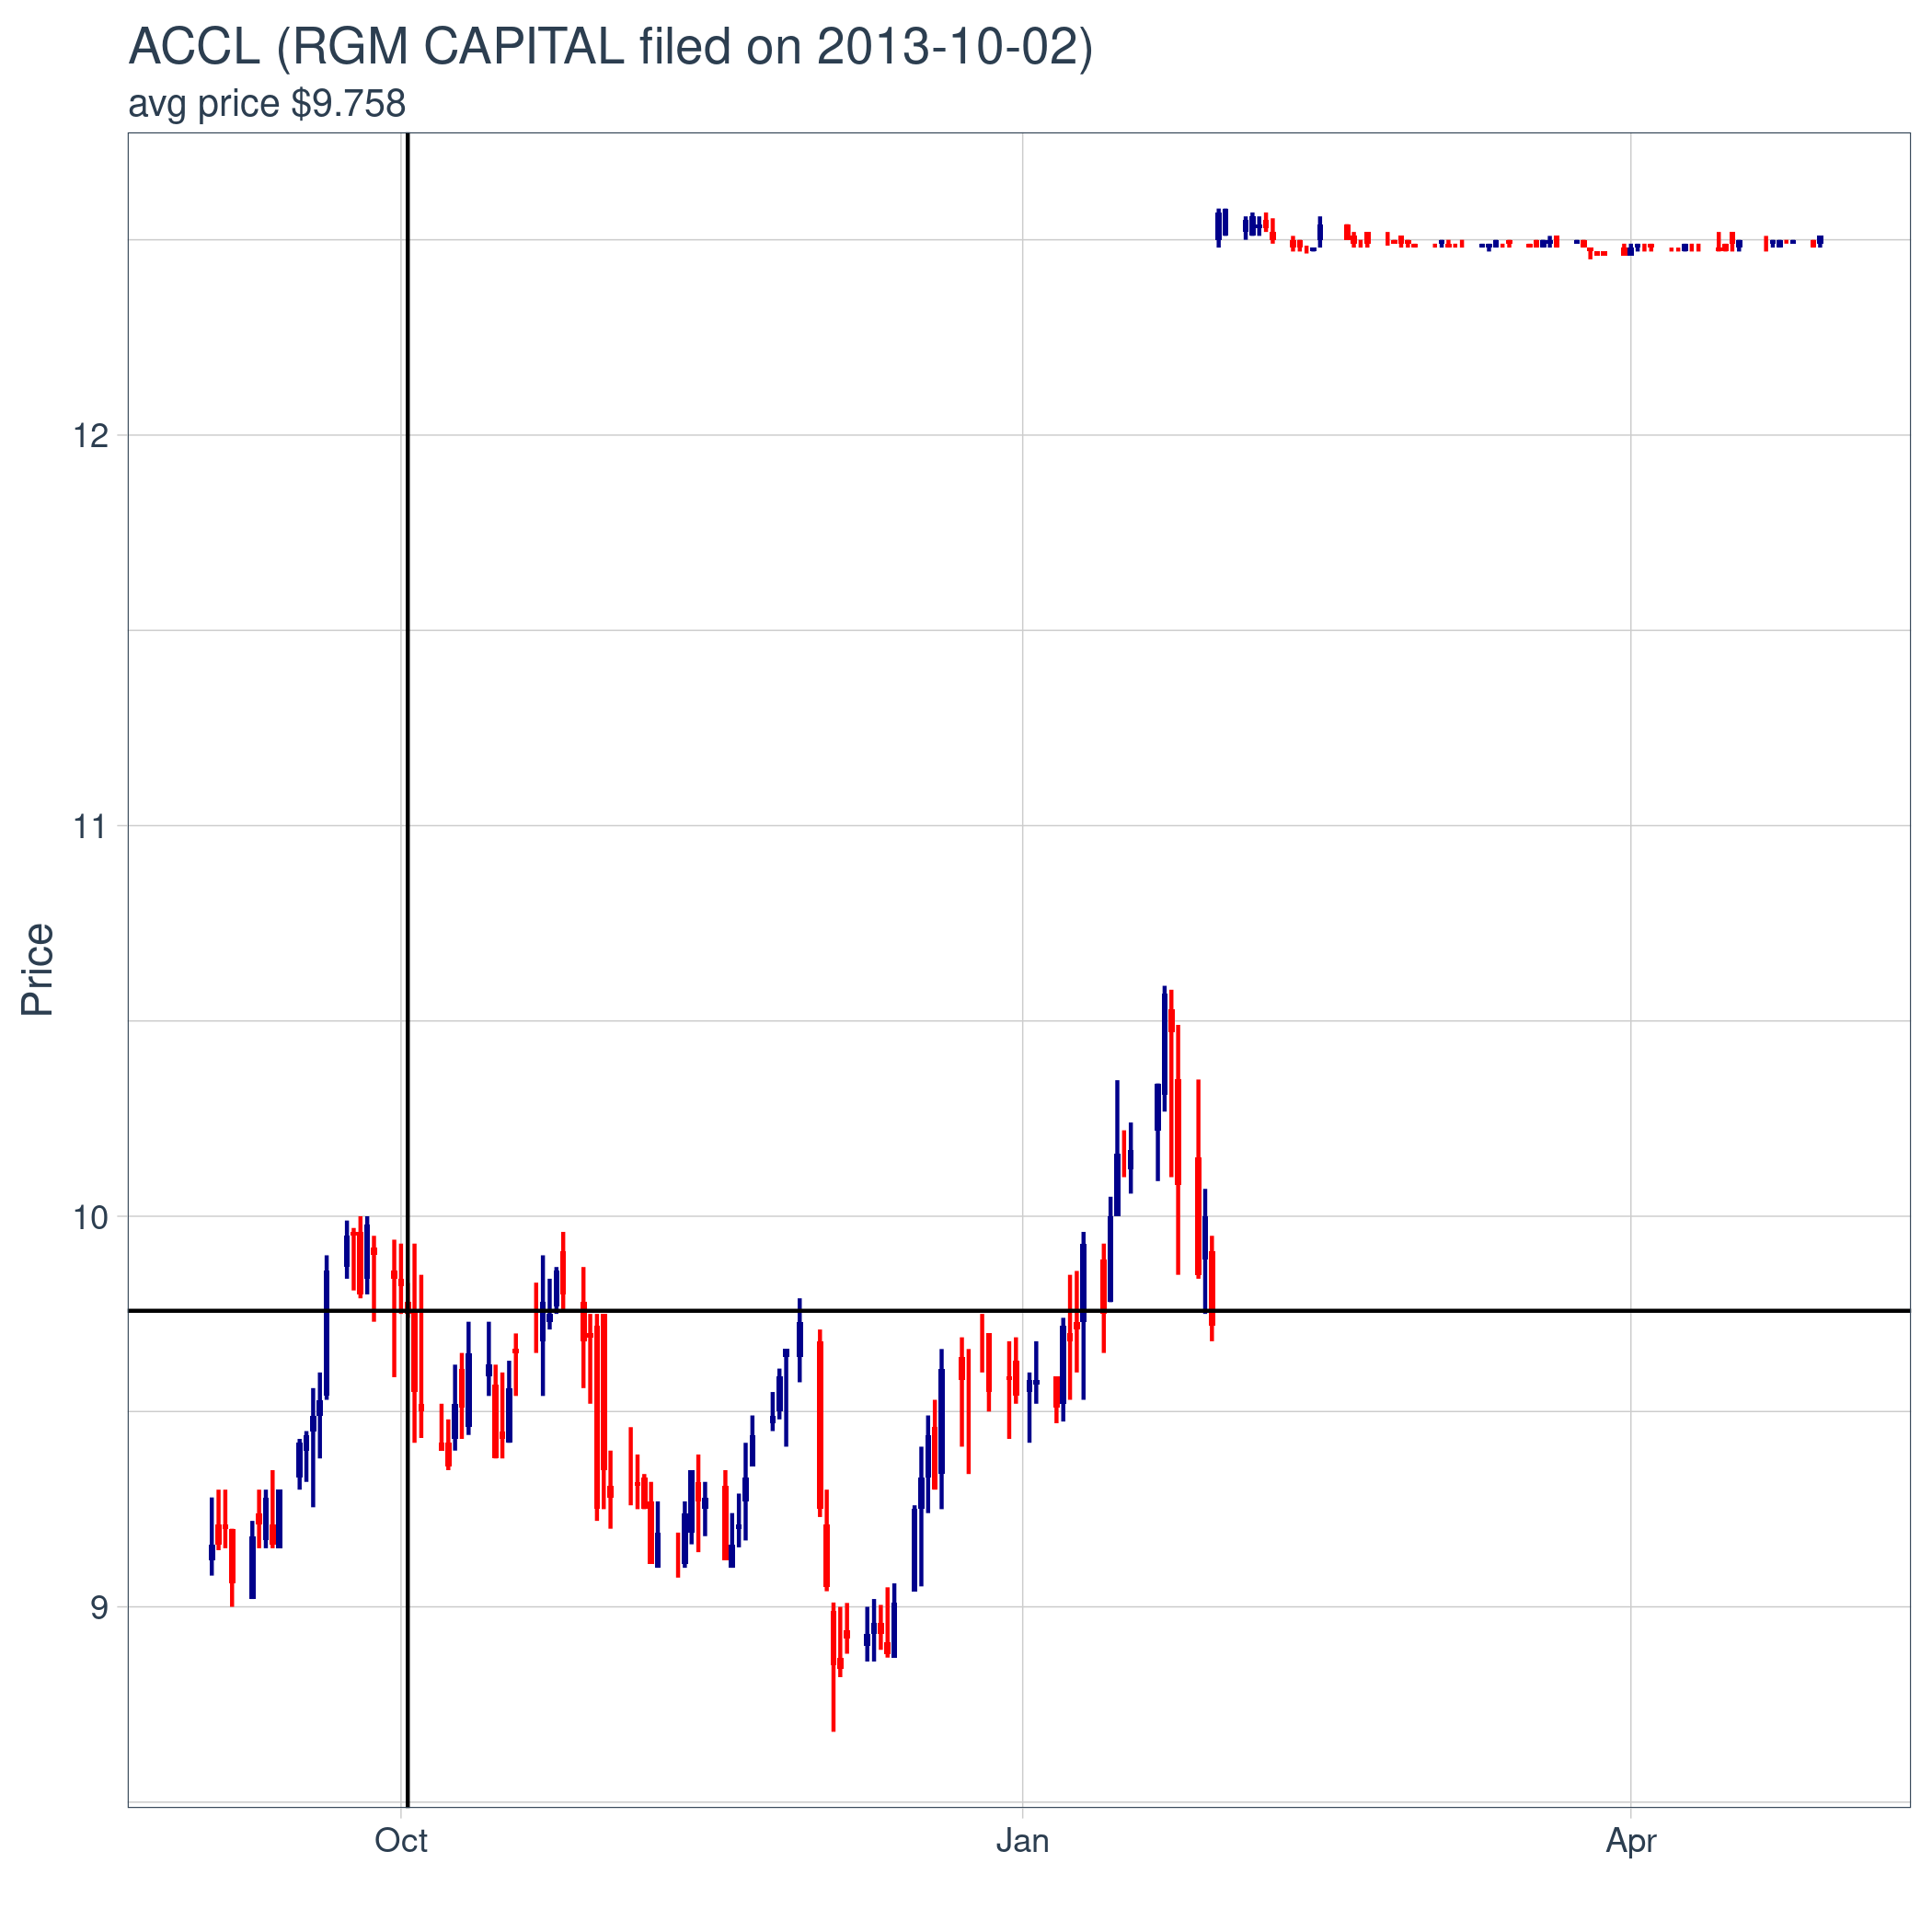 ACCL (RGM CAPITAL filed on 2013-10-02)
avg price $9.758
12
11
10
9
Price
Oct Jan Apr